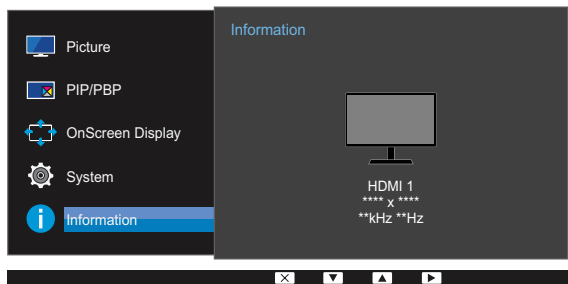 Picture
PIP/PBP
OnScreen Display
System
Information
Information
HDMI 1
**** x ****
**kHz **Hz